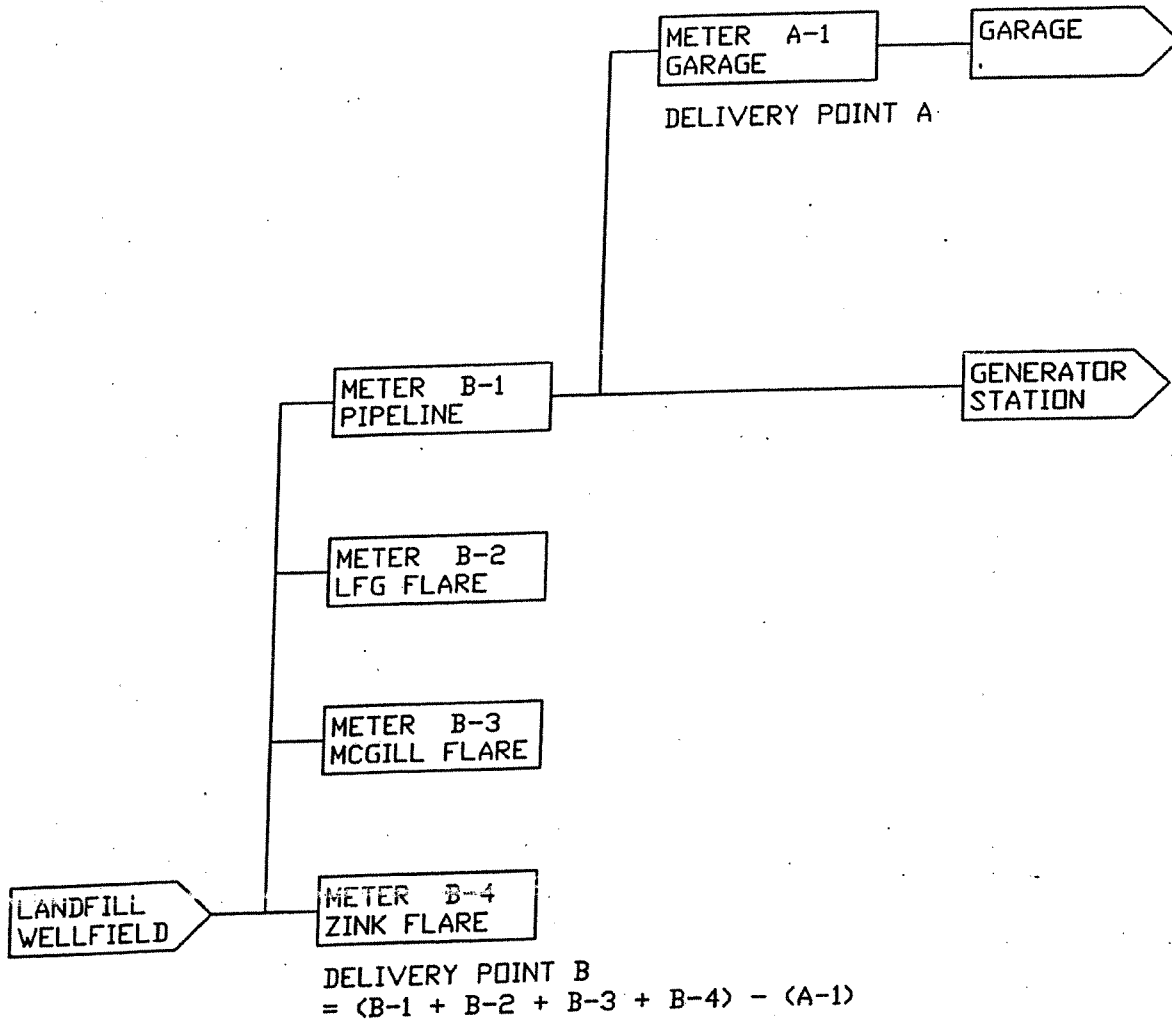 METER A-1
GARAGE
GARAGE
DELIVERY POINT A
METER B-1
PIPELINE
GENERATOR
STATION
METER B-2
LFG FLARE
METER B-3
MCGILL FLARE
LANDFILL
WELLFIELD
METER B-4
ZINK FLARE
DELIVERY POINT B
= (B-1 + B-2 + B-3 + B-4) - (A-1)